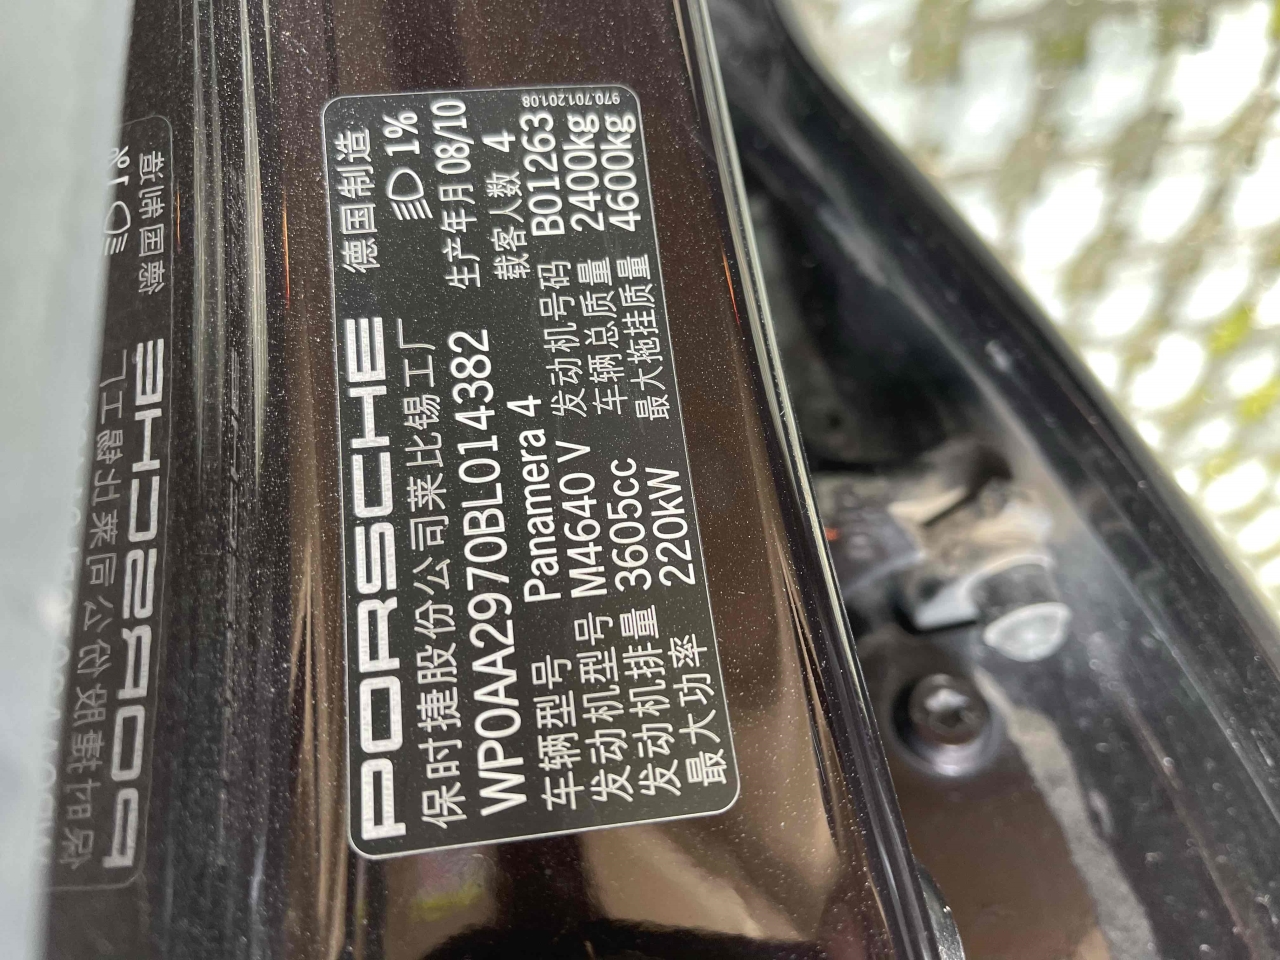 970.701.201.08
PORSCHE 德国制造
保时捷股份公司莱比锡工厂 1%
WP0AA2970BL014382 生产年月 08/10
车辆型号 Panamera 4 载客人数 4
发动机型号 M4640 V 发动机号码 B01263
发动机排量 3605cc 车辆总质量 2400kg
最大功率 220kW 最大拖挂质量 4600kg